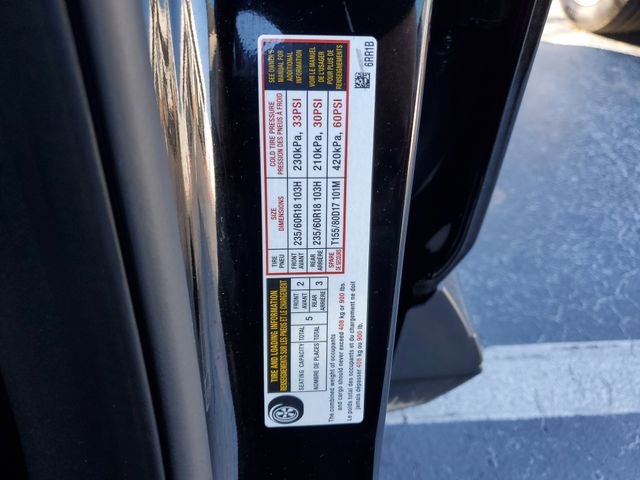 TIRE AND LOADING INFORMATION
RENSEIGNEMENTS SUR LES PNEUS ET LE CHARGEMENT
SEATING CAPACITY TOTAL 5 FRONT AVANT 2
NOMBRE DE PLACES TOTAL REAR ARRIÈRE 3
The combined weight of occupants
and cargo should never exceed 408 kg or 900 lbs.
Le poids total des occupants et du chargement ne doit
jamais dépasser 408 kg ou 900 lb.
TIRE PNEU SIZE DIMENSIONS COLD TIRE PRESSURE PRESSION DES PNEUS À FROID
FRONT AVANT 235/60R18 103H 230kPa, 33PSI
REAR ARRIÈRE 235/60R18 103H 210kPa, 30PSI
SPARE DE SECOURS T155/80D17 101M 420kPa, 60PSI
SEE OWNER'S
MANUAL FOR
ADDITIONAL
INFORMATION
VOIR LE MANUEL
DE L'USAGER
POUR PLUS DE
RENSEIGNEMENTS
6RR1B